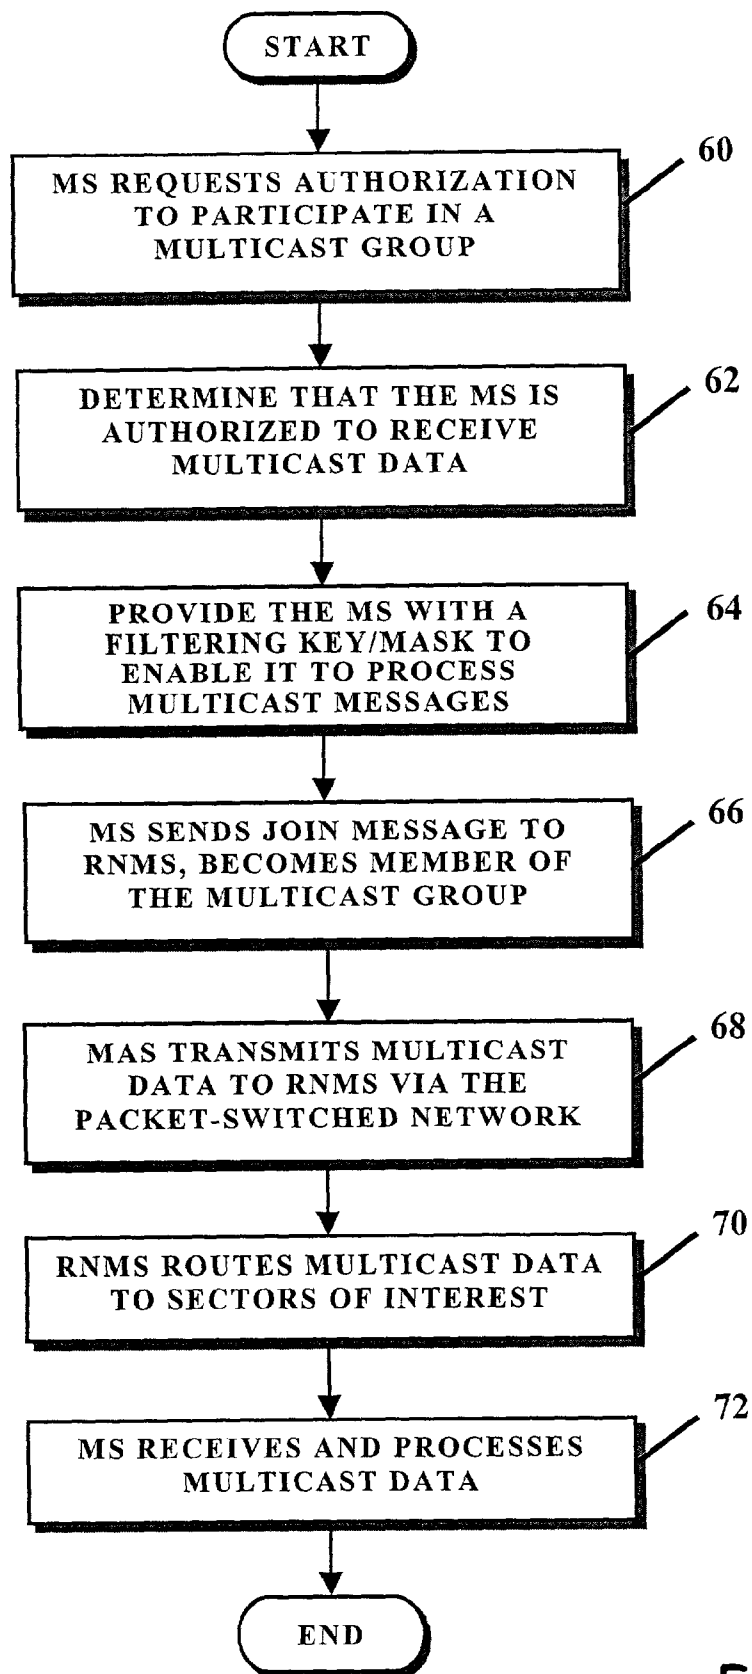 START
60
MS REQUESTS AUTHORIZATION
TO PARTICIPATE IN A
MULTICAST GROUP
62
DETERMINE THAT THE MS IS
AUTHORIZED TO RECEIVE
MULTICAST DATA
64
PROVIDE THE MS WITH A
FILTERING KEY/MASK TO
ENABLE IT TO PROCESS
MULTICAST MESSAGES
66
MS SENDS JOIN MESSAGE TO
RNMS, BECOMES MEMBER OF
THE MULTICAST GROUP
68
MAS TRANSMITS MULTICAST
DATA TO RNMS VIA THE
PACKET-SWITCHED NETWORK
70
RNMS ROUTES MULTICAST DATA
TO SECTORS OF INTEREST
72
MS RECEIVES AND PROCESSES
MULTICAST DATA
END